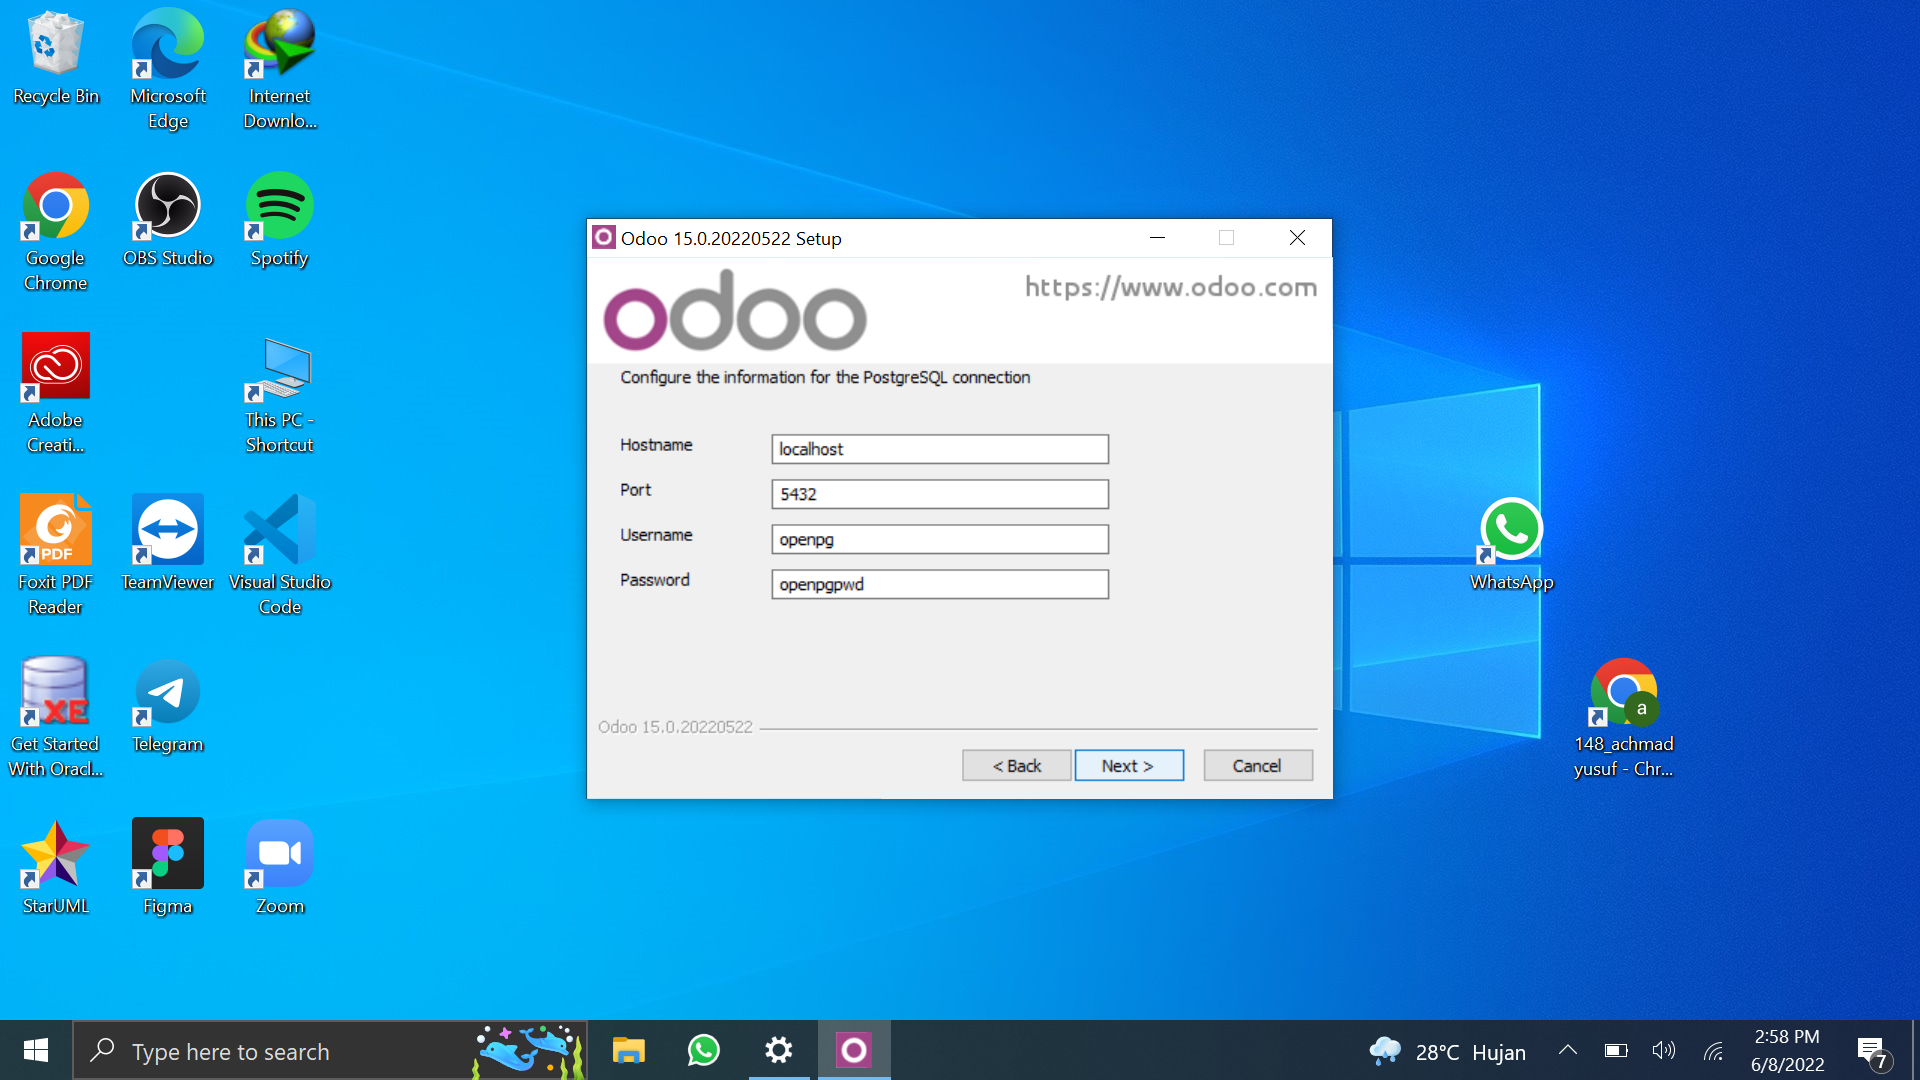 Recycle Bin
Microsoft
Edge
Internet
Downlo...
Google
Chrome
OBS Studio
Spotify
Adobe
Creati...
This PC -
Shortcut
PDF
Foxit PDF
Reader
TeamViewer
Visual Studio
Code
XE
Get Started
With Oracl...
Telegram
StarUML
Figma
Zoom
Odoo 15.0.20220522 Setup
odoo
https://www.odoo.com
Configure the information for the PostgreSQL connection
Hostname
localhost
Port
5432
Username
openpg
Password
openpgpwd
Odoo 15.0.20220522
< Back
Next >
Cancel
WhatsApp
a
148_achmad
yusuf - Chr...
Type here to search
28°C Hujan
2:58 PM
6/8/2022
7